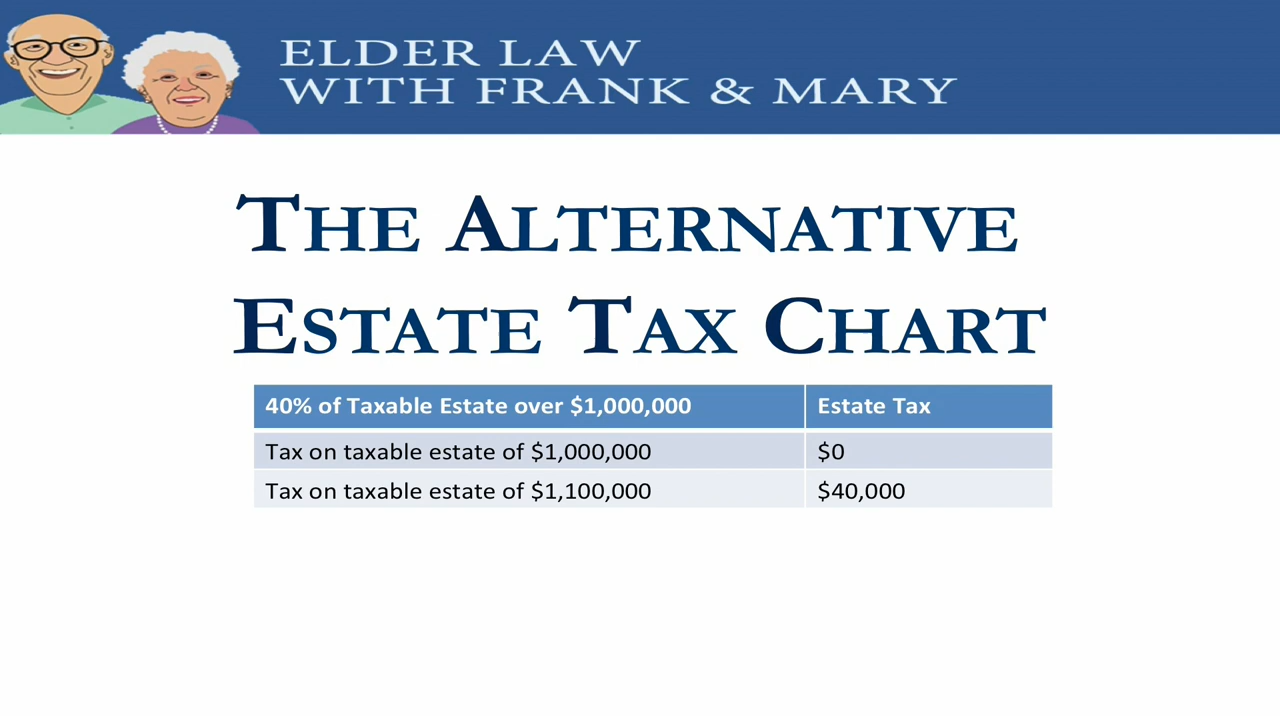 ELDER LAW
WITH FRANK & MARY
THE ALTERNATIVE
ESTATE TAX CHART
40% of Taxable Estate over $1,000,000 Estate Tax
Tax on taxable estate of $1,000,000 $0
Tax on taxable estate of $1,100,000 $40,000